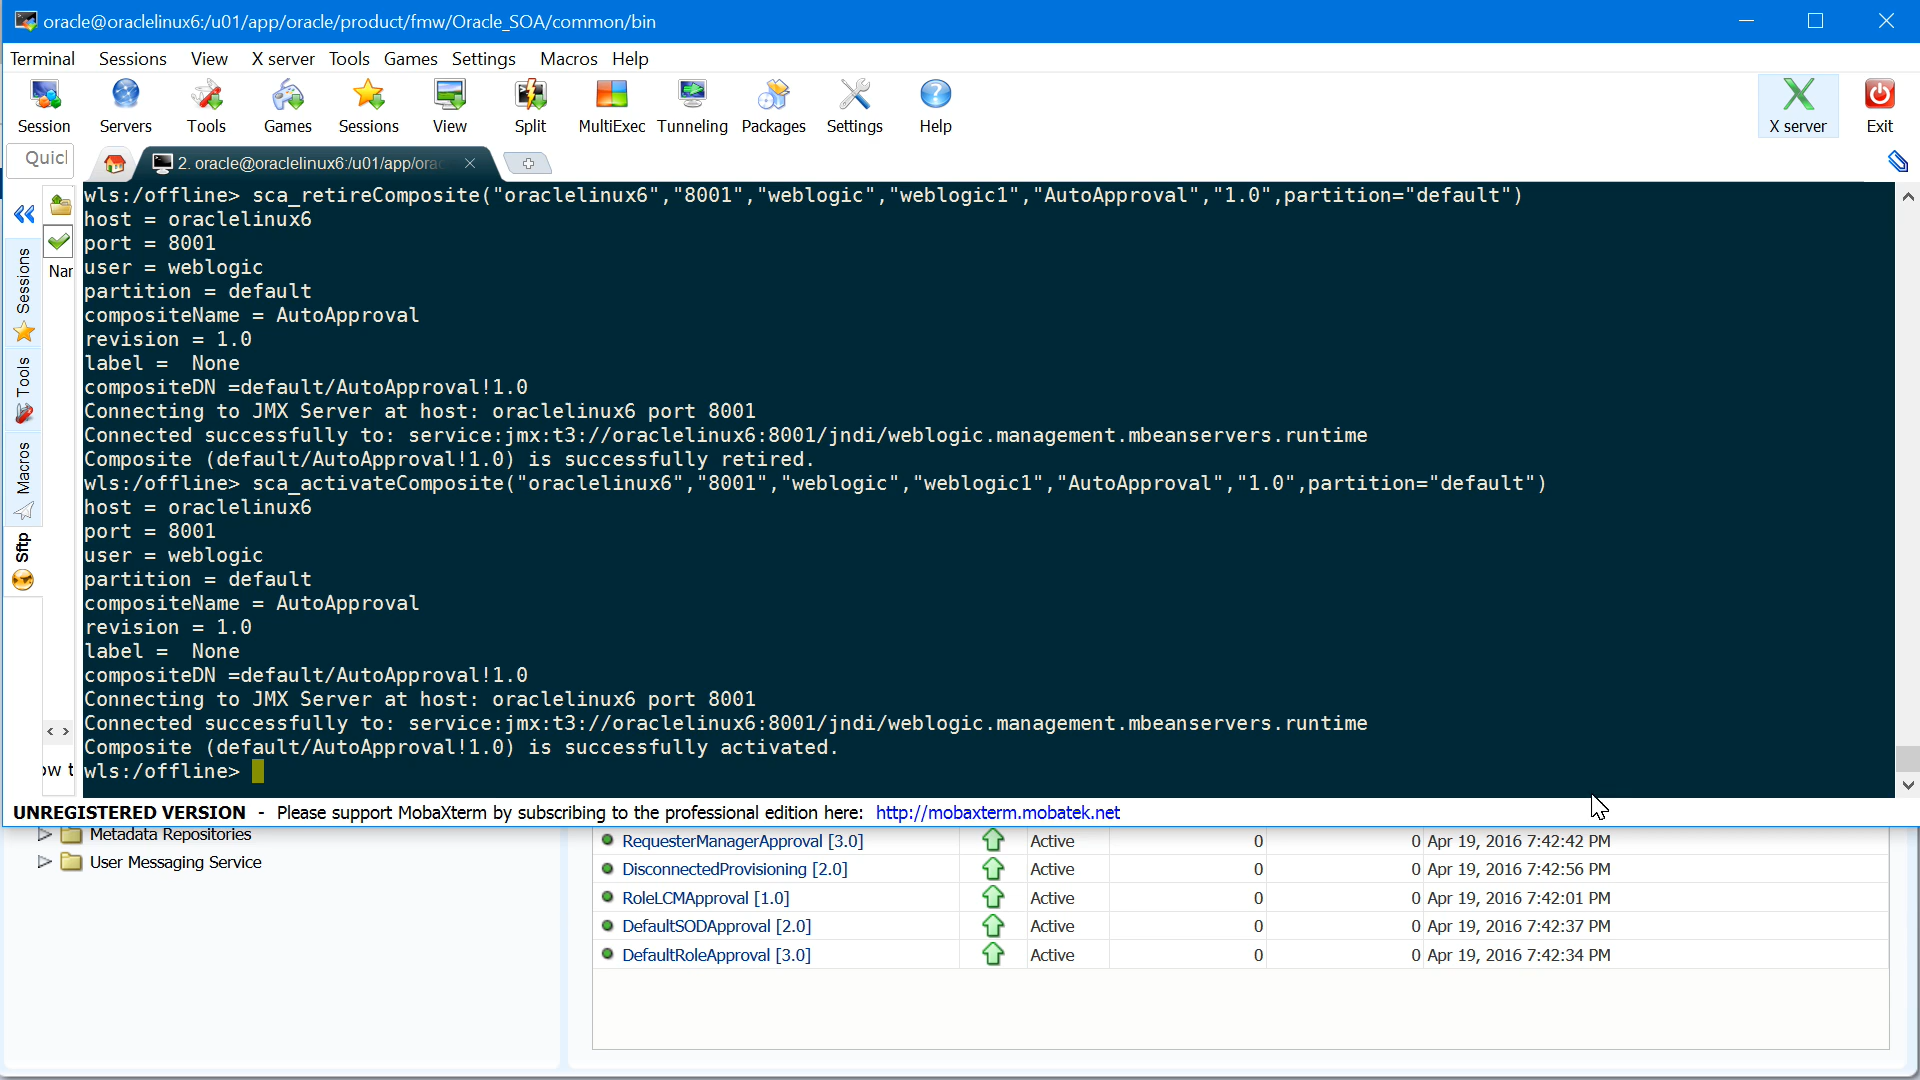 oracle@oraclelinux6:/u01/app/oracle/product/fmw/Oracle_SOA/common/bin
Terminal Sessions View X server Tools Games Settings Macros Help
Session Servers Tools Games Sessions View Split MultiExec Tunneling Packages Settings Help X server Exit
Quicl
2. oracle@oraclelinux6:/u01/app/orac
Nar
Sessions
Tools
Macros
Sftp
ow t
wls:/offline> sca_retireComposite("oraclelinux6","8001","weblogic","weblogic1","AutoApproval","1.0",partition="default")
host = oraclelinux6
port = 8001
user = weblogic
partition = default
compositeName = AutoApproval
revision = 1.0
label =  None
compositeDN =default/AutoApproval!1.0
Connecting to JMX Server at host: oraclelinux6 port 8001
Connected successfully to: service:jmx:t3://oraclelinux6:8001/jndi/weblogic.management.mbeanservers.runtime
Composite (default/AutoApproval!1.0) is successfully retired.
wls:/offline> sca_activateComposite("oraclelinux6","8001","weblogic","weblogic1","AutoApproval","1.0",partition="default")
host = oraclelinux6
port = 8001
user = weblogic
partition = default
compositeName = AutoApproval
revision = 1.0
label =  None
compositeDN =default/AutoApproval!1.0
Connecting to JMX Server at host: oraclelinux6 port 8001
Connected successfully to: service:jmx:t3://oraclelinux6:8001/jndi/weblogic.management.mbeanservers.runtime
Composite (default/AutoApproval!1.0) is successfully activated.
wls:/offline>
UNREGISTERED VERSION - Please support MobaXterm by subscribing to the professional edition here: http://mobaxterm.mobatek.net
Metadata Repositories
User Messaging Service
RequesterManagerApproval [3.0] Active 0 0 Apr 19, 2016 7:42:42 PM
DisconnectedProvisioning [2.0] Active 0 0 Apr 19, 2016 7:42:56 PM
RoleLCMApproval [1.0] Active 0 0 Apr 19, 2016 7:42:01 PM
DefaultSODApproval [2.0] Active 0 0 Apr 19, 2016 7:42:37 PM
DefaultRoleApproval [3.0] Active 0 0 Apr 19, 2016 7:42:34 PM